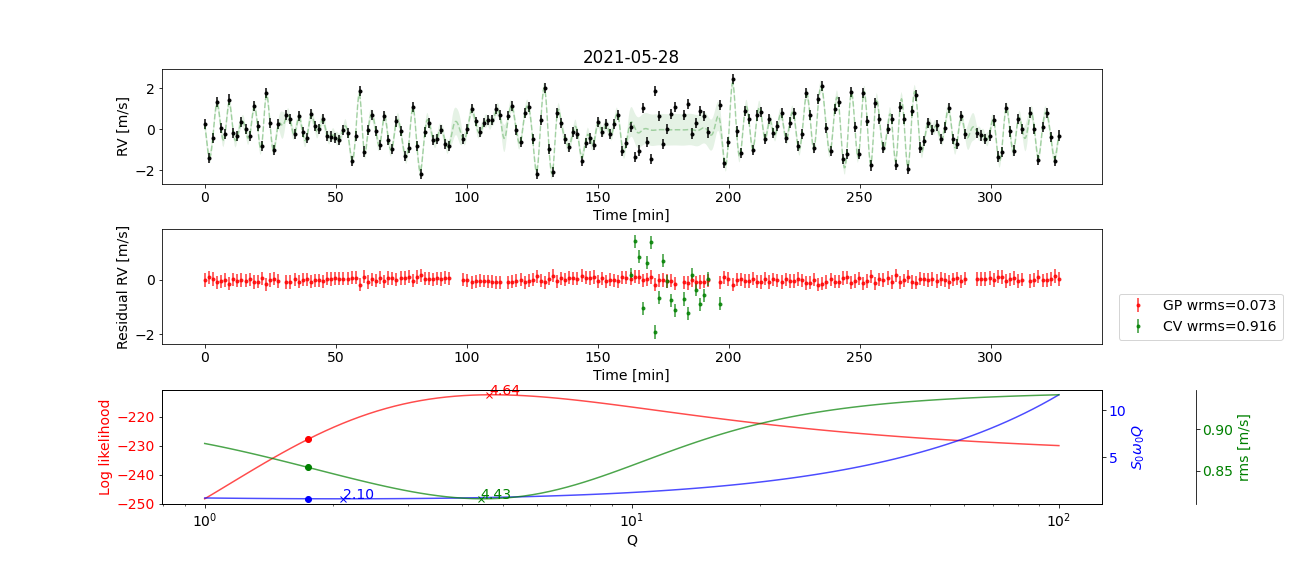 2021-05-28
2
0
−2
RV [m/s]
0 50 100 150 200 250 300
Time [min]
0
−2
Residual RV [m/s]
0 50 100 150 200 250 300
Time [min]
GP wrms=0.073
CV wrms=0.916
−220
−230
−240
−250
Log likelihood
4.64
2.10
4.43
10
5
S₀ω₀Q
0.90
0.85
rms [m/s]
10⁰ 10¹ 10²
Q